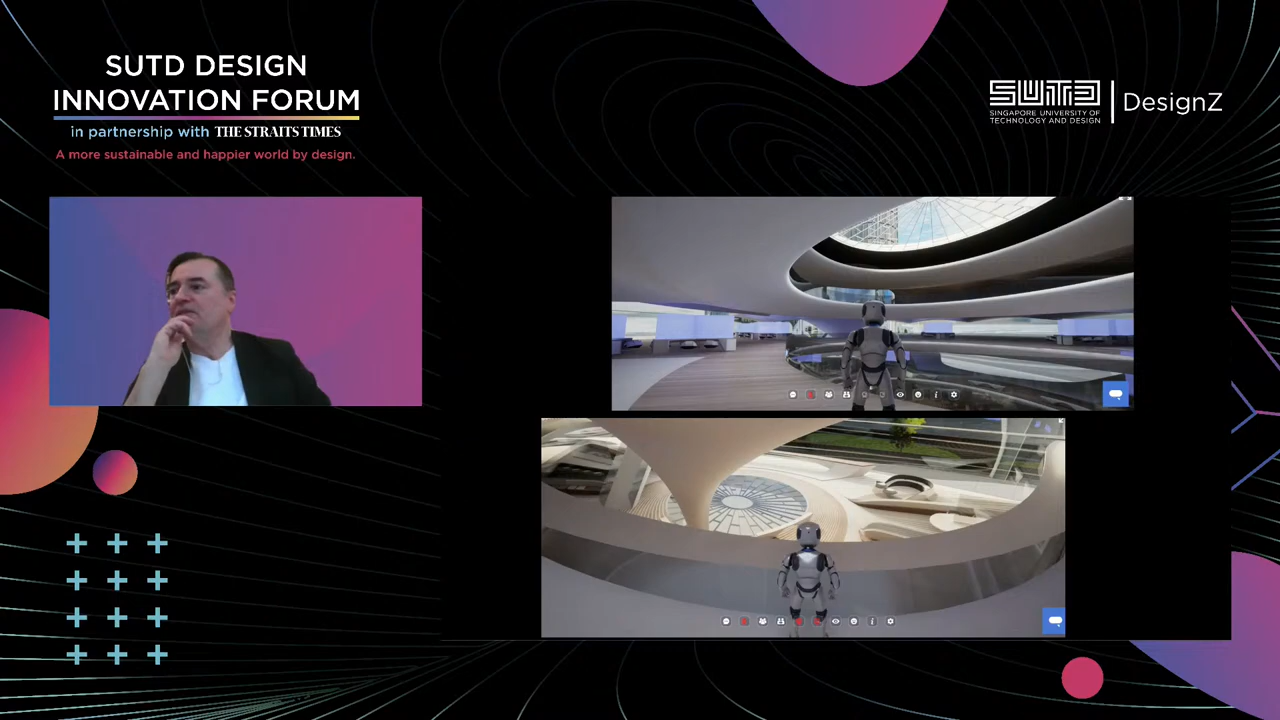 SUTD DESIGN
INNOVATION FORUM
in partnership with THE STRAITS TIMES
A more sustainable and happier world by design.
SUTD
SINGAPORE UNIVERSITY OF
TECHNOLOGY AND DESIGN
DesignZ